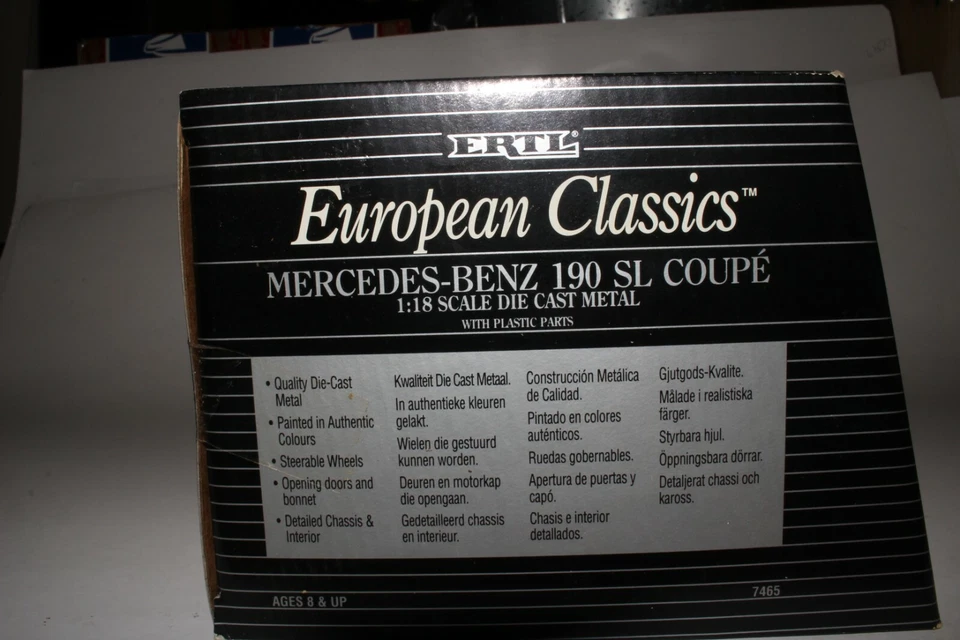 ERTL®
European Classics™
MERCEDES-BENZ 190 SL COUPÉ
1:18 SCALE DIE CAST METAL
WITH PLASTIC PARTS
• Quality Die-Cast
Metal
• Painted in Authentic
Colours
• Steerable Wheels
• Opening doors and
bonnet
• Detailed Chassis &
Interior
Kwaliteit Die Cast Metaal.
In authentieke kleuren
gelakt.
Wielen die gestuurd
kunnen worden.
Deuren en motorkap
die opengaan.
Gedetailleerd chassis
en interieur.
Construcción Metálica
de Calidad.
Pintado en colores
auténticos.
Ruedas gobernables.
Apertura de puertas y
capó.
Chasis e interior
detallados.
Gjutgods-Kvalite.
Målade i realistiska
färger.
Styrbara hjul.
Öppningsbara dörrar.
Detaljerat chassi och
kaross.
AGES 8 & UP
7465